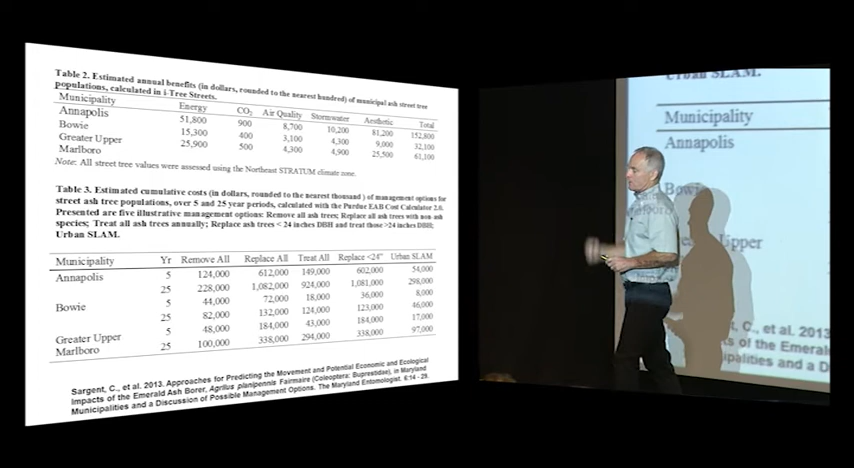 Table 2. Estimated annual benefits (in dollars, rounded to the nearest hundred) of municipal ash street tree
populations, calculated in i-Tree Streets.
Municipality Energy CO2 Air Quality Stormwater Aesthetic Total
Annapolis 51,800 900 8,700 10,200 81,200 152,800
Bowie 15,300 400 3,100 4,300 9,000 32,100
Greater Upper 25,900 500 4,300 4,900 25,500 61,100
Marlboro
Note: All street tree values were assessed using the Northeast STRATUM climate zone.
Table 3. Estimated cumulative costs (in dollars, rounded to the nearest thousand ) of management options for
street ash tree populations, over 5 and 25 year periods, calculated with the Purdue EAB Cost Calculator 2.0.
Presented are five illustrative management options: Remove all ash trees; Replace all ash trees with non-ash
species; Treat all ash trees annually; Replace ash trees < 24 inches DBH and treat those >24 inches DBH;
Urban SLAM.
Municipality Yr Remove All Replace All Treat All Replace <24" Urban SLAM
Annapolis 5 124,000 612,000 149,000 602,000 54,000
25 228,000 1,082,000 924,000 1,081,000 298,000
Bowie 5 44,000 72,000 18,000 36,000 8,000
25 82,000 132,000 124,000 123,000 46,000
Greater Upper 5 48,000 184,000 43,000 184,000 17,000
Marlboro 25 100,000 338,000 294,000 338,000 97,000
Sargent, C., et al. 2013. Approaches for Predicting the Movement and Potential Economic and Ecological
Impacts of the Emerald Ash Borer, Agrilus planipennis Fairmaire (Coleoptera: Buprestidae), in Maryland
Municipalities and a Discussion of Possible Management Options. The Maryland Entomologist. 6:14 - 29.
Urban SLAM.
Municipality
Annapolis
Bowi
Upper
t, C., et al. 2013
ts of the Emerald
ipalities and a D